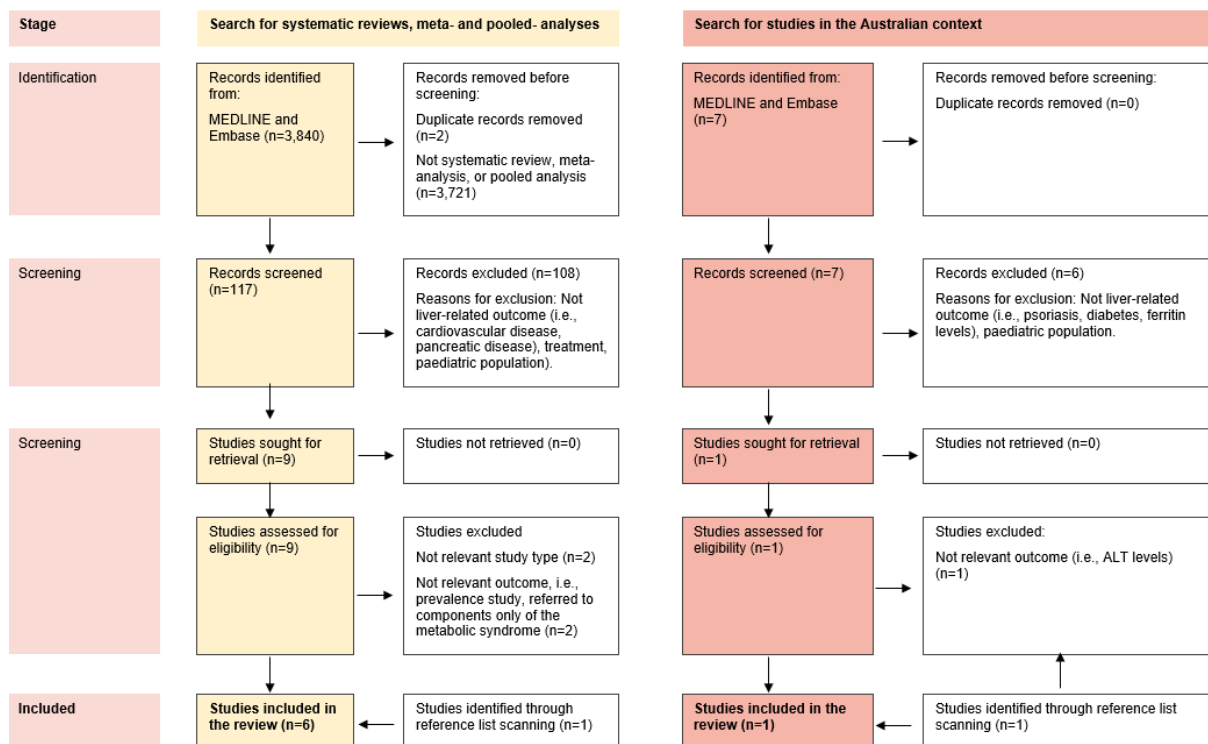 Stage
Search for systematic reviews, meta- and pooled- analyses
Search for studies in the Australian context
Identification
Records identified
from:
MEDLINE and
Embase (n=3,840)
Records removed before
screening:
Duplicate records removed
(n=2)
Not systematic review, meta-
analysis, or pooled analysis
(n=3,721)
Records identified from:
MEDLINE and Embase
(n=7)
Records removed before screening:
Duplicate records removed (n=0)
Screening
Records screened
(n=117)
Records excluded (n=108)
Reasons for exclusion: Not
liver-related outcome (i.e.,
cardiovascular disease,
pancreatic disease), treatment,
paediatric population).
Records screened (n=7)
Records excluded (n=6)
Reasons for exclusion: Not liver-related
outcome (i.e., psoriasis, diabetes, ferritin
levels), paediatric population.
Screening
Studies sought for
retrieval (n=9)
Studies not retrieved (n=0)
Studies sought for retrieval
(n=1)
Studies not retrieved (n=0)
Studies assessed for
eligibility (n=9)
Studies excluded
Not relevant study type (n=2)
Not relevant outcome, i.e.,
prevalence study, referred to
components only of the
metabolic syndrome (n=2)
Studies assessed for
eligibility (n=1)
Studies excluded:
Not relevant outcome (i.e., ALT levels)
(n=1)
Included
Studies included in
the review (n=6)
Studies identified through
reference list scanning (n=1)
Studies included in the
review (n=1)
Studies identified through reference list
scanning (n=1)